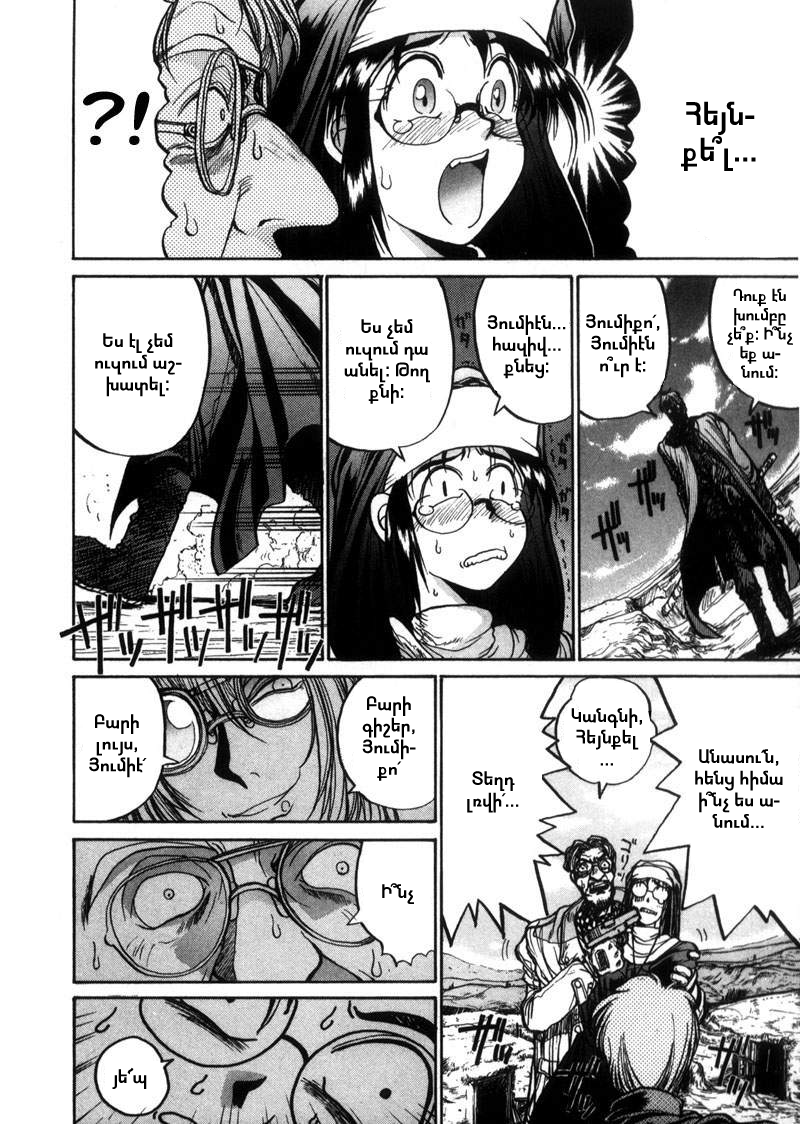 ?!
Հեյն-
քե՞լ...
Դուք էն
խումբը
չե՞ք: Ի՞նչ
եք ա-
նում:
Յումիքո՛,
Յումիէն
ո՞ւր է:
Յումիէն...
հապիվ...
քնեց:
Ես չեմ
ուզում դա
անել: Թող
քնի:
Ես էլ չեմ
ուզում աշ-
խատել:
Անասո՛ւն,
հենց հիմա
ի՞նչ ես ա-
նում...
Կանգնի,
Հեյնքել
...
Տեղդ
լռվի՛...
Բարի
գիշեր,
Յումի-
քո՛
Բարի
լույս,
Յումիէ՛
Ի՞նչ
յե՜պ